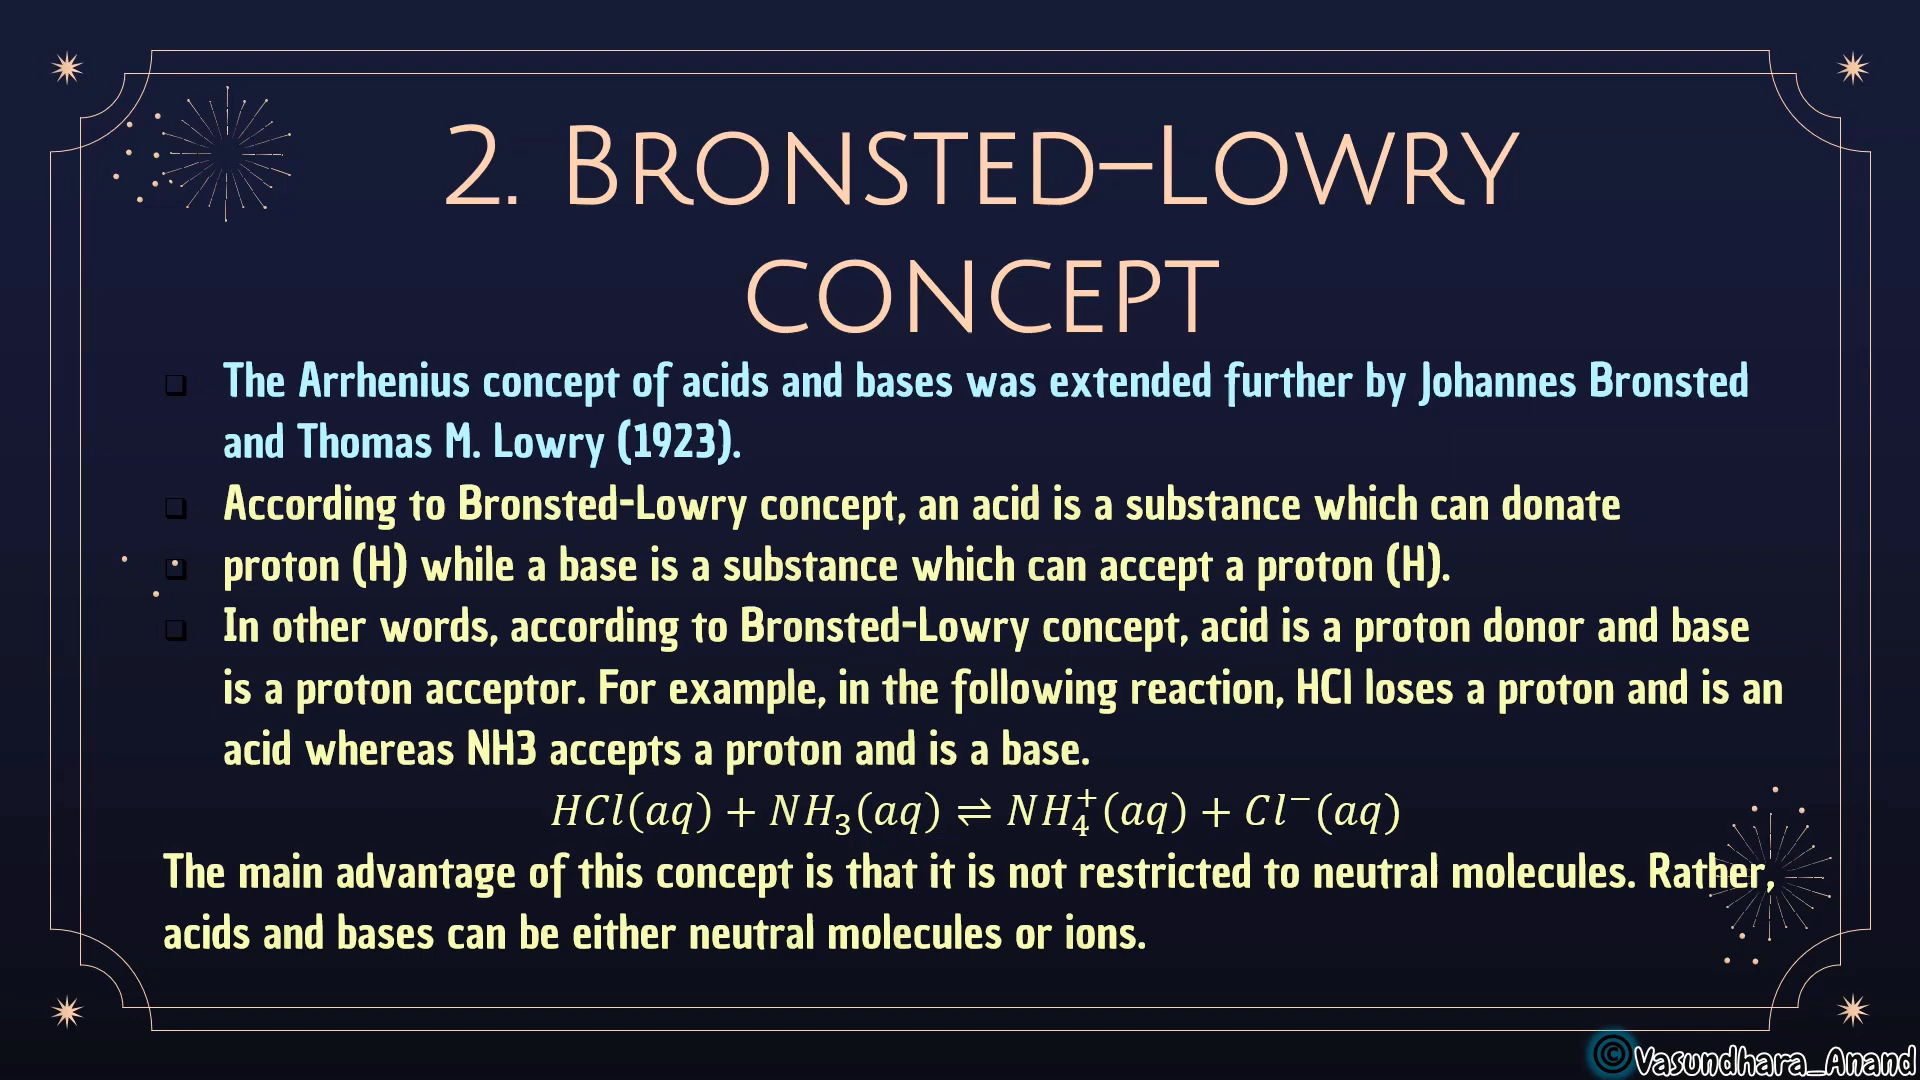 2. BRONSTED–LOWRY
CONCEPT
The Arrhenius concept of acids and bases was extended further by Johannes Bronsted
and Thomas M. Lowry (1923).
According to Bronsted-Lowry concept, an acid is a substance which can donate
proton (H) while a base is a substance which can accept a proton (H).
In other words, according to Bronsted-Lowry concept, acid is a proton donor and base
is a proton acceptor. For example, in the following reaction, HCl loses a proton and is an
acid whereas NH3 accepts a proton and is a base.
HCl(aq) + NH₃(aq) ⇌ NH₄⁺(aq) + Cl⁻(aq)
The main advantage of this concept is that it is not restricted to neutral molecules. Rather,
acids and bases can be either neutral molecules or ions.
©Vasundhara_Anand